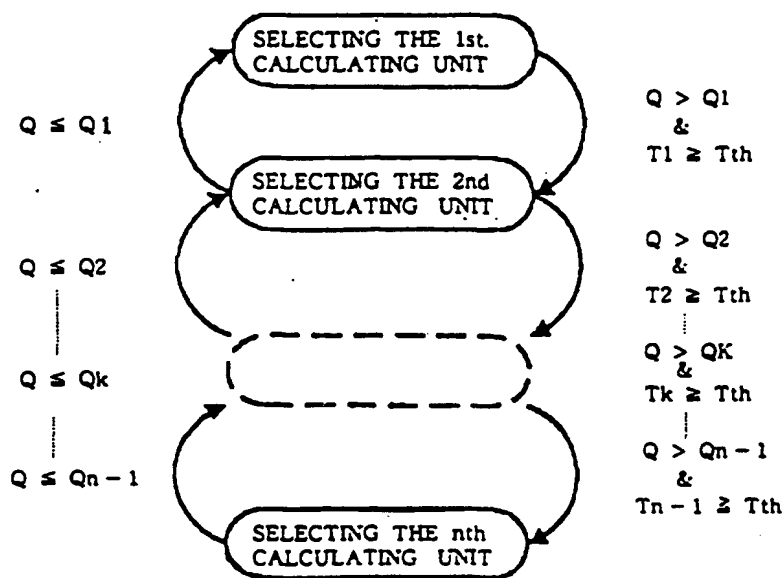 SELECTING THE 1st.
CALCULATING UNIT
Q ≦ Q1
Q > Q1
&
T1 ≧ Tth
SELECTING THE 2nd
CALCULATING UNIT
Q ≦ Q2
Q > Q2
&
T2 ≧ Tth
Q ≦ Qk
Q > QK
&
Tk ≧ Tth
Q ≦ Qn-1
Q > Qn-1
&
Tn-1 ≧ Tth
SELECTING THE nth
CALCULATING UNIT